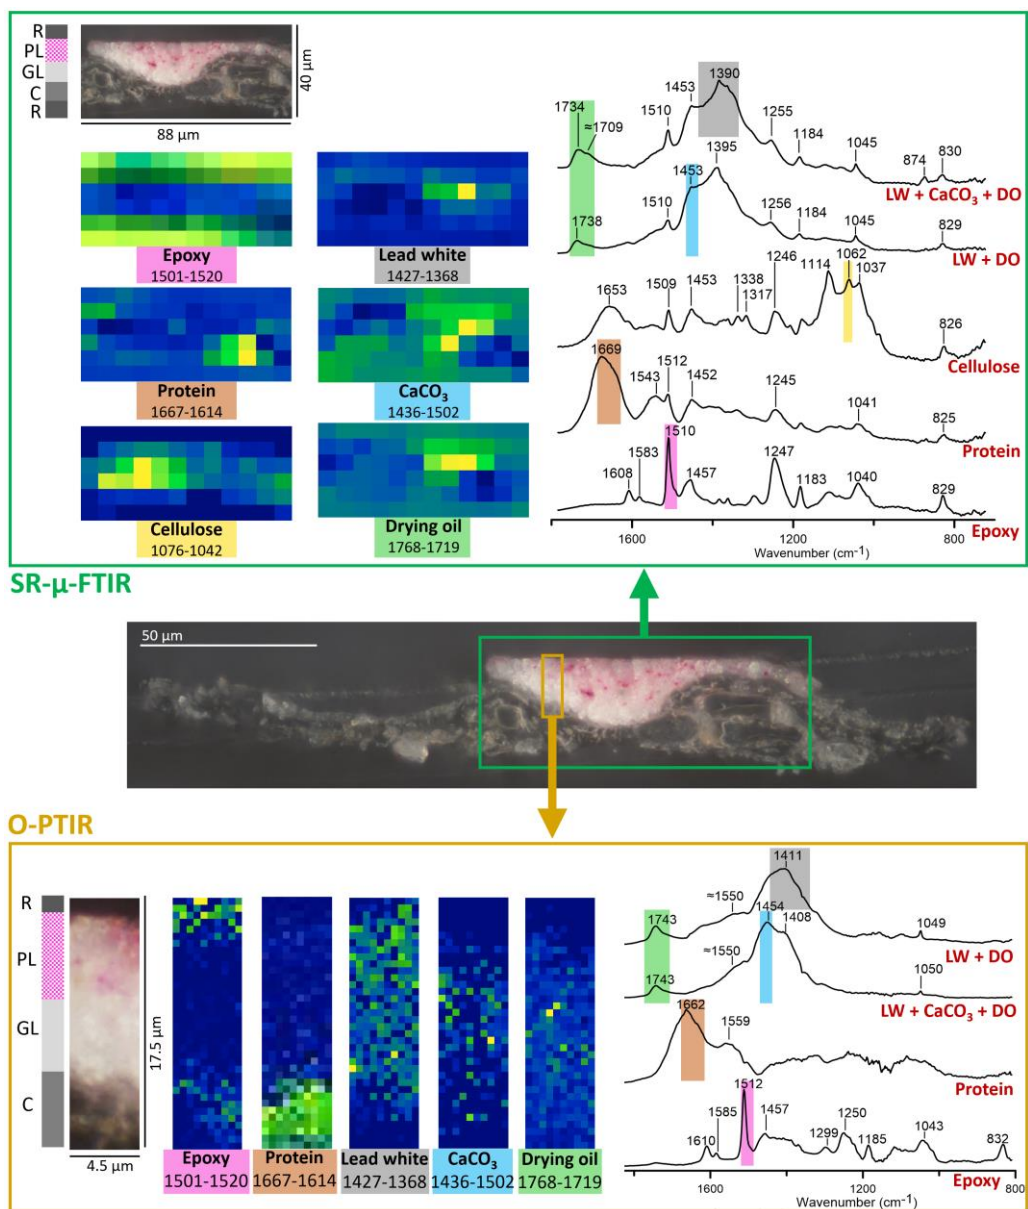 R
PL
GL
C
R
40 µm
88 µm
Epoxy
1501-1520
Lead white
1427-1368
Protein
1667-1614
CaCO₃
1436-1502
Cellulose
1076-1042
Drying oil
1768-1719
1734
≈1709
1510
1453
1390
1255
1184
1045
874
830
LW + CaCO₃ + DO
1738
1510
1453
1395
1256
1184
1045
829
LW + DO
1653
1509
1453
1338
1317
1246
1114
1062
1037
826
Cellulose
1669
1543
1512
1452
1245
1041
825
Protein
1608
1583
1510
1457
1247
1183
1040
829
Epoxy
1600 1400 1200 1000 800
Wavenumber (cm⁻¹)
SR-µ-FTIR
50 µm
O-PTIR
R
PL
GL
C
17.5 µm
4.5 µm
Epoxy
1501-1520
Protein
1667-1614
Lead white
1427-1368
CaCO₃
1436-1502
Drying oil
1768-1719
1743
≈1550
1411
1049
LW + DO
1743
≈1550
1454
1408
1050
LW + CaCO₃ + DO
1662
1559
Protein
1610
1585
1512
1457
1299
1250
1185
1043
832
Epoxy
1600 1400 1200 1000 800
Wavenumber (cm⁻¹)